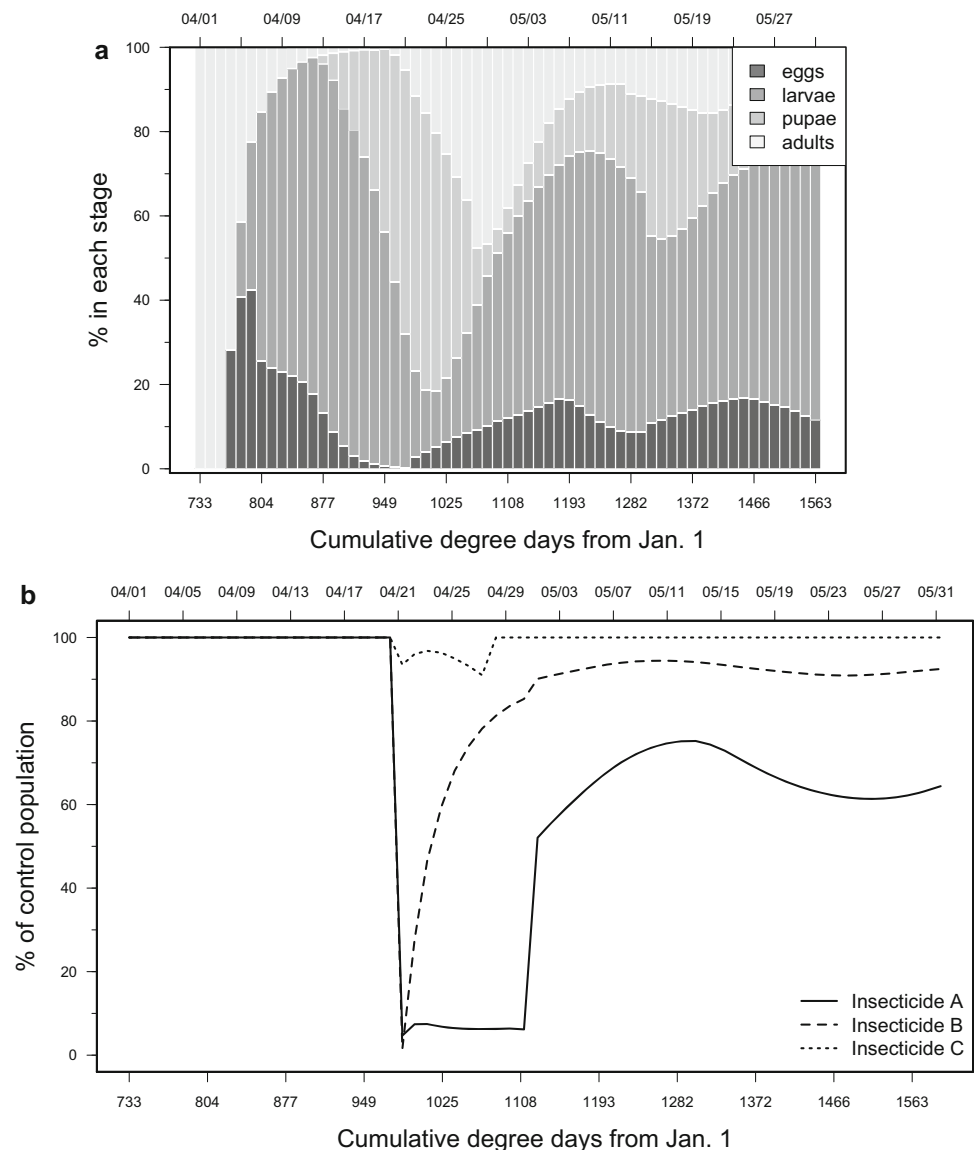 04/01 04/09 04/17 04/25 05/03 05/11 05/19 05/27
a
100
80
60
40
20
0
% in each stage
eggs
larvae
pupae
adults
733 804 877 949 1025 1108 1193 1282 1372 1466 1563
Cumulative degree days from Jan. 1
b
04/01 04/05 04/09 04/13 04/17 04/21 04/25 04/29 05/03 05/07 05/11 05/15 05/19 05/23 05/27 05/31
100
80
60
40
20
0
% of control population
Insecticide A
Insecticide B
Insecticide C
733 804 877 949 1025 1108 1193 1282 1372 1466 1563
Cumulative degree days from Jan. 1